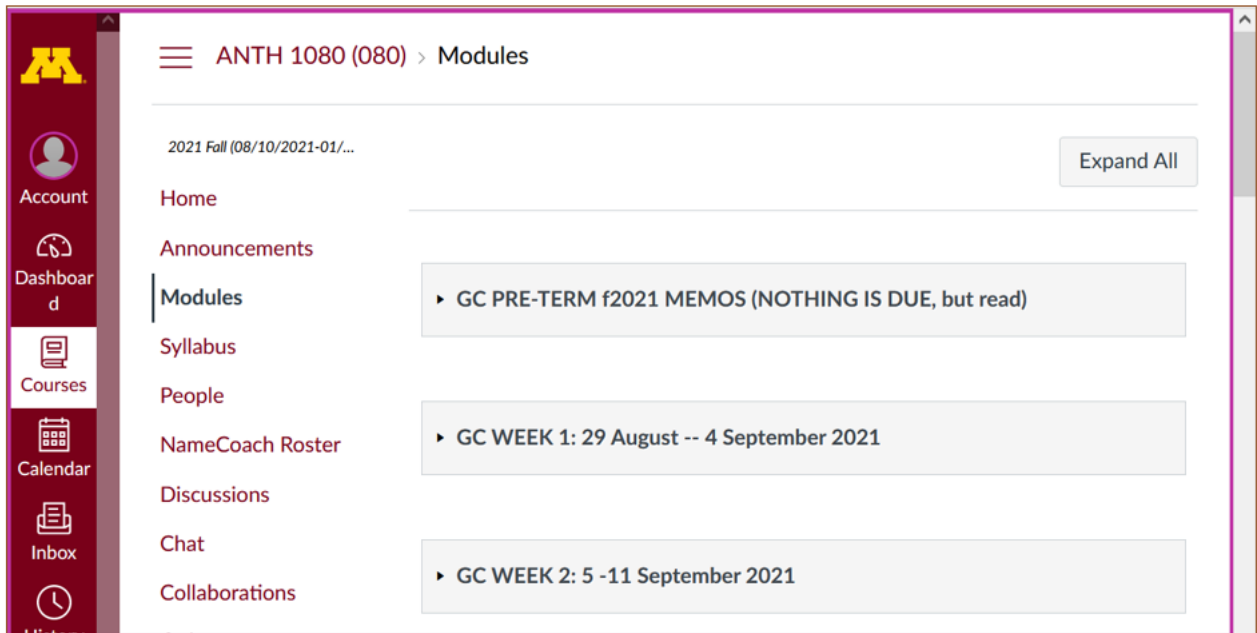 M
ANTH 1080 (080) > Modules
Account
Dashboar
d
Courses
Calendar
Inbox
History
2021 Fall (08/10/2021-01/...
Home
Announcements
Modules
Syllabus
People
NameCoach Roster
Discussions
Chat
Collaborations
Expand All
GC PRE-TERM f2021 MEMOS (NOTHING IS DUE, but read)
GC WEEK 1: 29 August -- 4 September 2021
GC WEEK 2: 5 -11 September 2021